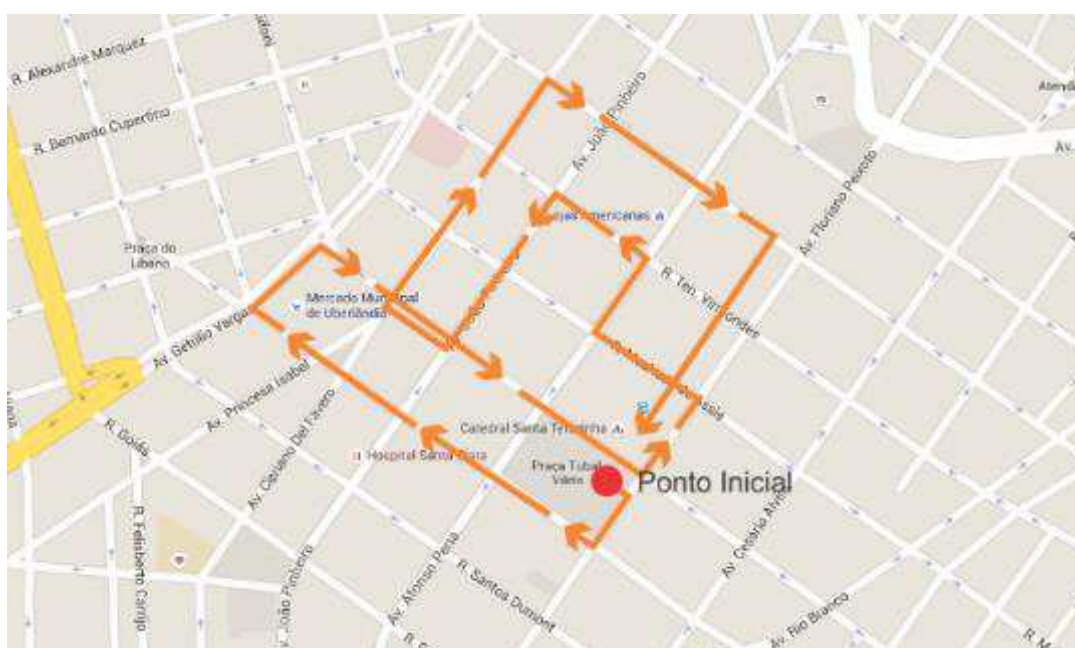 R. Alexandre Marquez
R. Bernardo Cupertino
Av. João Pinheiro
Av. Floriano Peixoto
Av.
Praça do
Líbano
Mercado Municipal
de Uberlândia
Americanas
R. Ten. Virmondes
Av. Getúlio Vargas
Av. Princesa Isabel
R. Goiás
Av. Cipriano Del Fávero
Hospital Santa Clara
Catedral Santa Terezinha
Praça Tubal
Vilela
Ponto Inicial
R. Felisberto Carrijo
João Pinheiro
Av. Afonso Pena
R. Santos Dumont
Av. Cesário Alvim
Av. Rio Branco